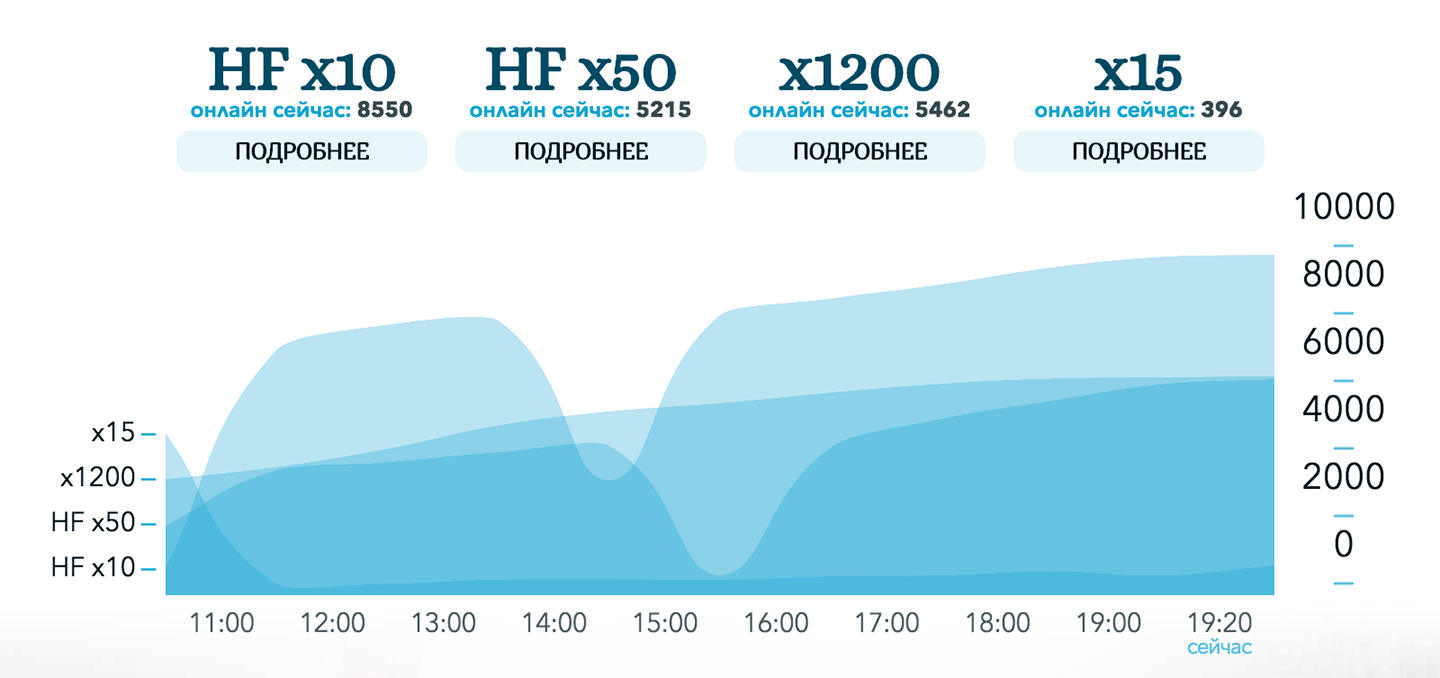 HF x10
онлайн сейчас: 8550
ПОДРОБНЕЕ
HF x50
онлайн сейчас: 5215
ПОДРОБНЕЕ
x1200
онлайн сейчас: 5462
ПОДРОБНЕЕ
x15
онлайн сейчас: 396
ПОДРОБНЕЕ
10000
8000
6000
4000
2000
0
x15
x1200
HF x50
HF x10
11:00 12:00 13:00 14:00 15:00 16:00 17:00 18:00 19:00 19:20
сейчас